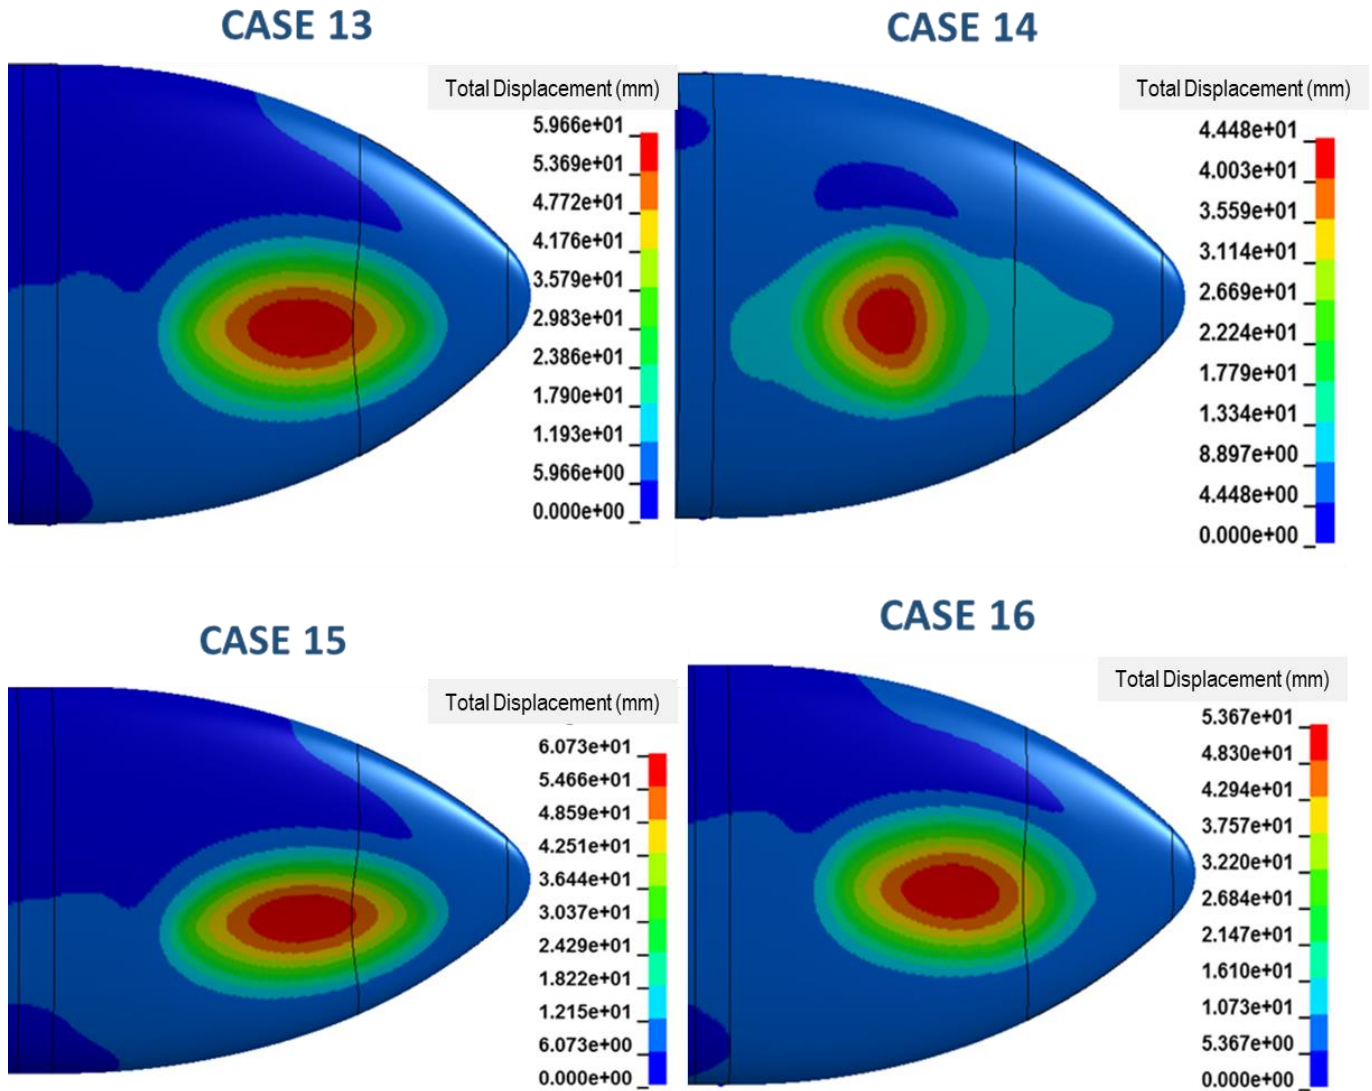 CASE 13
Total Displacement (mm)
5.966e+01
5.369e+01
4.772e+01
4.176e+01
3.579e+01
2.983e+01
2.386e+01
1.790e+01
1.193e+01
5.966e+00
0.000e+00
CASE 14
Total Displacement (mm)
4.448e+01
4.003e+01
3.559e+01
3.114e+01
2.669e+01
2.224e+01
1.779e+01
1.334e+01
8.897e+00
4.448e+00
0.000e+00
CASE 15
Total Displacement (mm)
6.073e+01
5.466e+01
4.859e+01
4.251e+01
3.644e+01
3.037e+01
2.429e+01
1.822e+01
1.215e+01
6.073e+00
0.000e+00
CASE 16
Total Displacement (mm)
5.367e+01
4.830e+01
4.294e+01
3.757e+01
3.220e+01
2.684e+01
2.147e+01
1.610e+01
1.073e+01
5.367e+00
0.000e+00